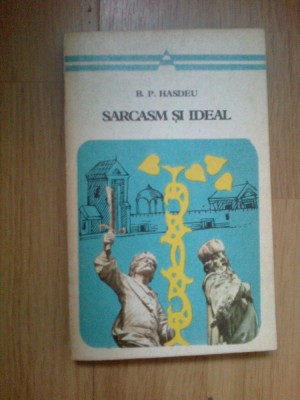 B. P. HASDEU
SARCASM ȘI IDEAL